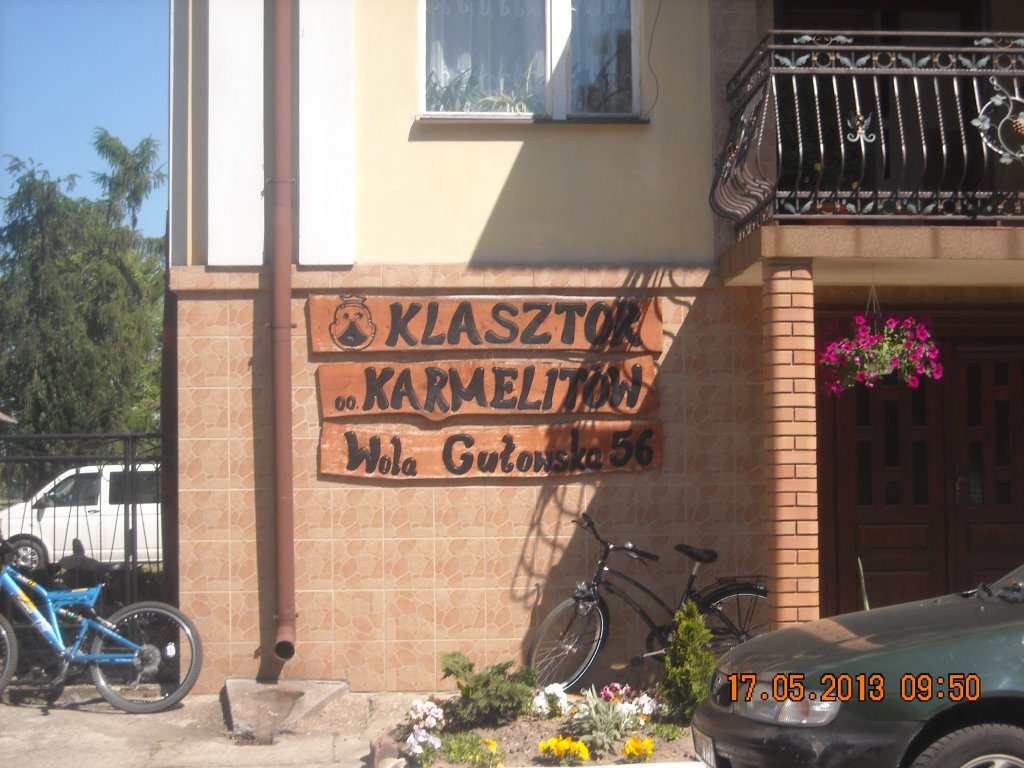 KLASZTOR
OO. KARMELITÓW
Wola Gułowska 56
17.05.2013 09:50